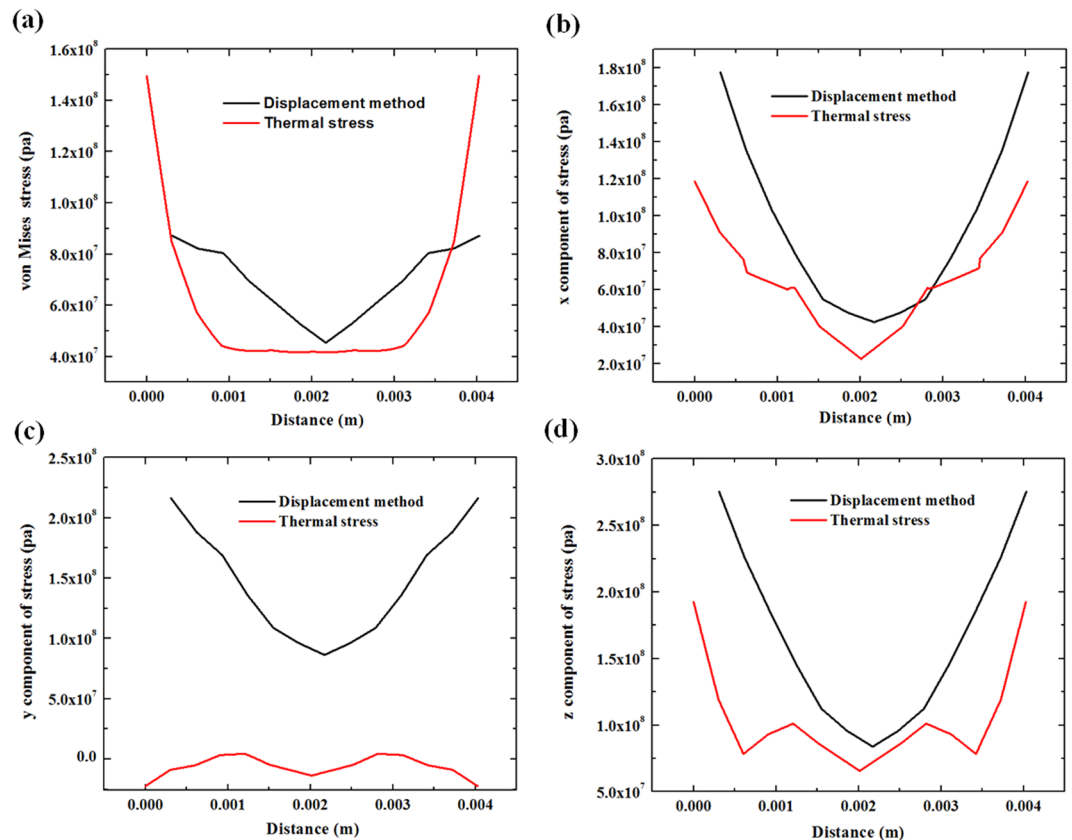 (a)
1.6x10⁸
1.4x10⁸
1.2x10⁸
1.0x10⁸
8.0x10⁷
6.0x10⁷
4.0x10⁷
von Mises stress (pa)
Displacement method
Thermal stress
0.000 0.001 0.002 0.003 0.004
Distance (m)
(b)
1.8x10⁸
1.6x10⁸
1.4x10⁸
1.2x10⁸
1.0x10⁸
8.0x10⁷
6.0x10⁷
4.0x10⁷
2.0x10⁷
x component of stress (pa)
Displacement method
Thermal stress
0.000 0.001 0.002 0.003 0.004
Distance (m)
(c)
2.5x10⁸
2.0x10⁸
1.5x10⁸
1.0x10⁸
5.0x10⁷
0.0
y component of stress (pa)
Displacement method
Thermal stress
0.000 0.001 0.002 0.003 0.004
Distance (m)
(d)
3.0x10⁸
2.5x10⁸
2.0x10⁸
1.5x10⁸
1.0x10⁸
5.0x10⁷
z component of stress (pa)
Displacement method
Thermal stress
0.000 0.001 0.002 0.003 0.004
Distance (m)